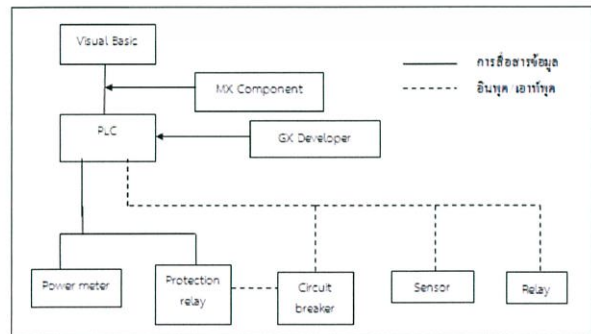 Visual Basic
การสื่อสารข้อมูล
MX Component
อินพุต เอาท์พุต
PLC
GX Developer
Power meter
Protection
relay
Circuit
breaker
Sensor
Relay